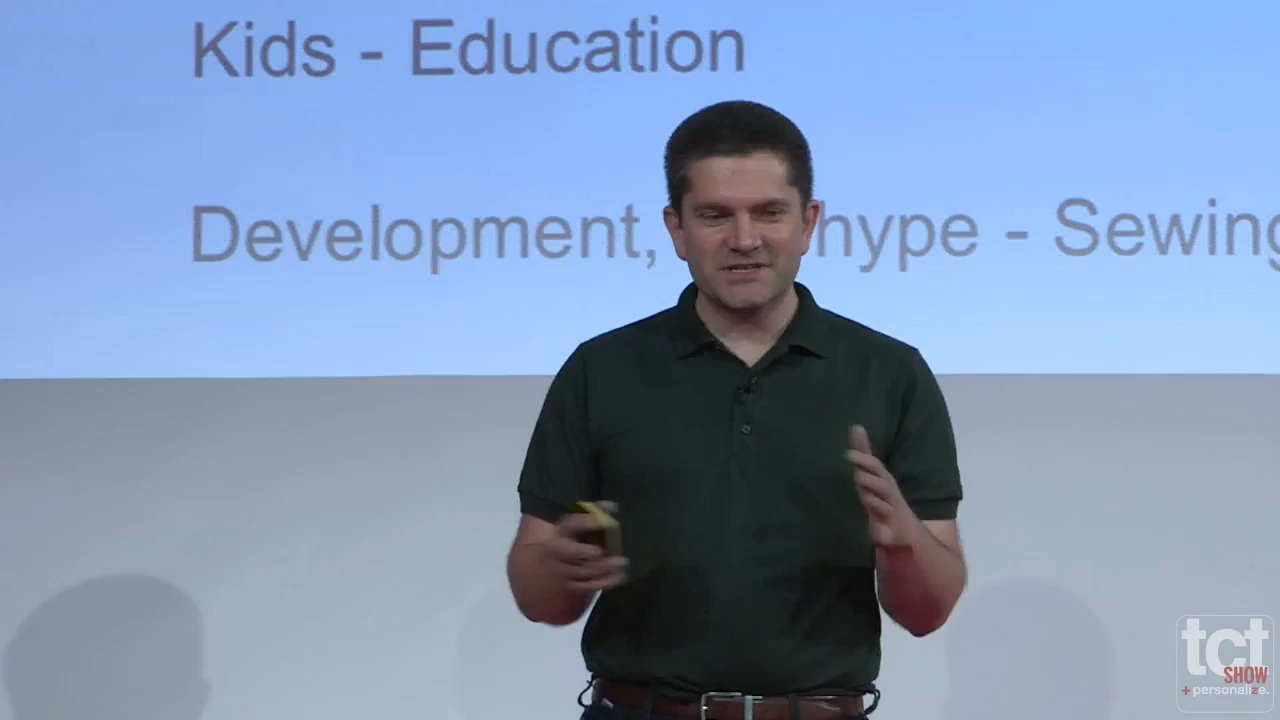 Kids - Education
Development, hype - Sewing
tct
SHOW
+personalize.